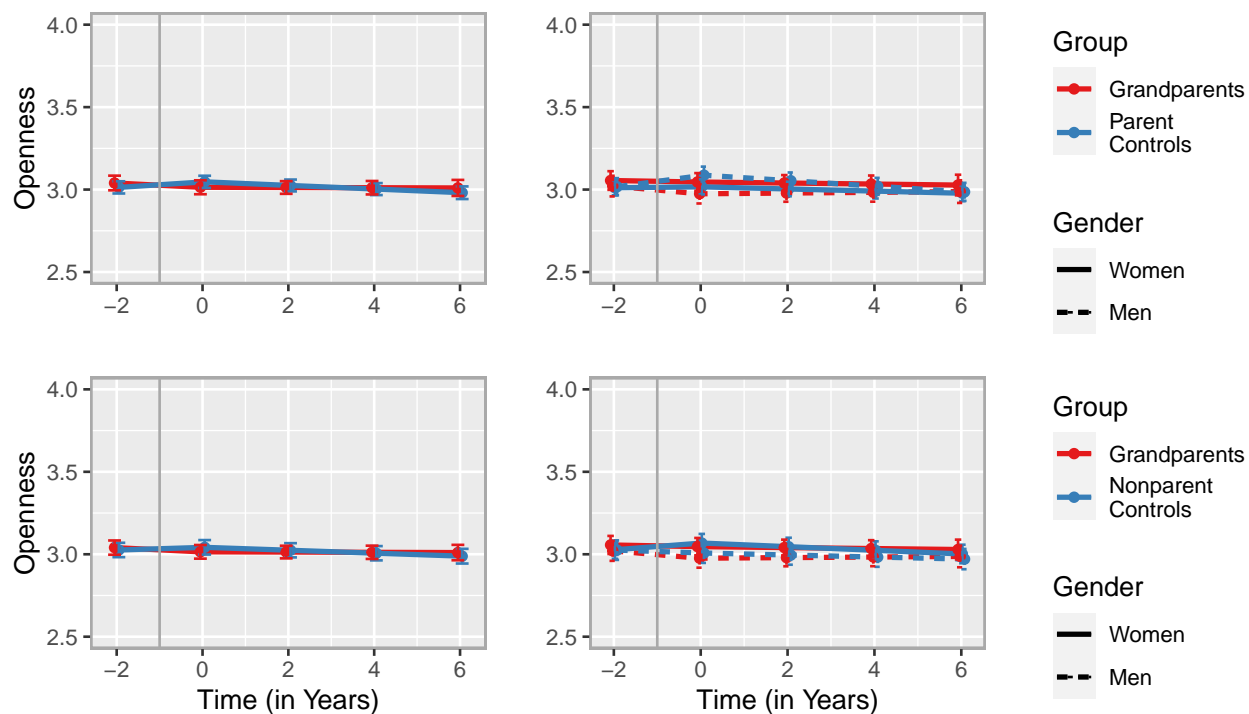 4.0
3.5
3.0
2.5
Openness
−2 0 2 4 6
4.0
3.5
3.0
2.5
−2 0 2 4 6
Group
Grandparents
Parent
Controls
Gender
Women
Men
4.0
3.5
3.0
2.5
Openness
−2 0 2 4 6
Time (in Years)
4.0
3.5
3.0
2.5
−2 0 2 4 6
Time (in Years)
Group
Grandparents
Nonparent
Controls
Gender
Women
Men